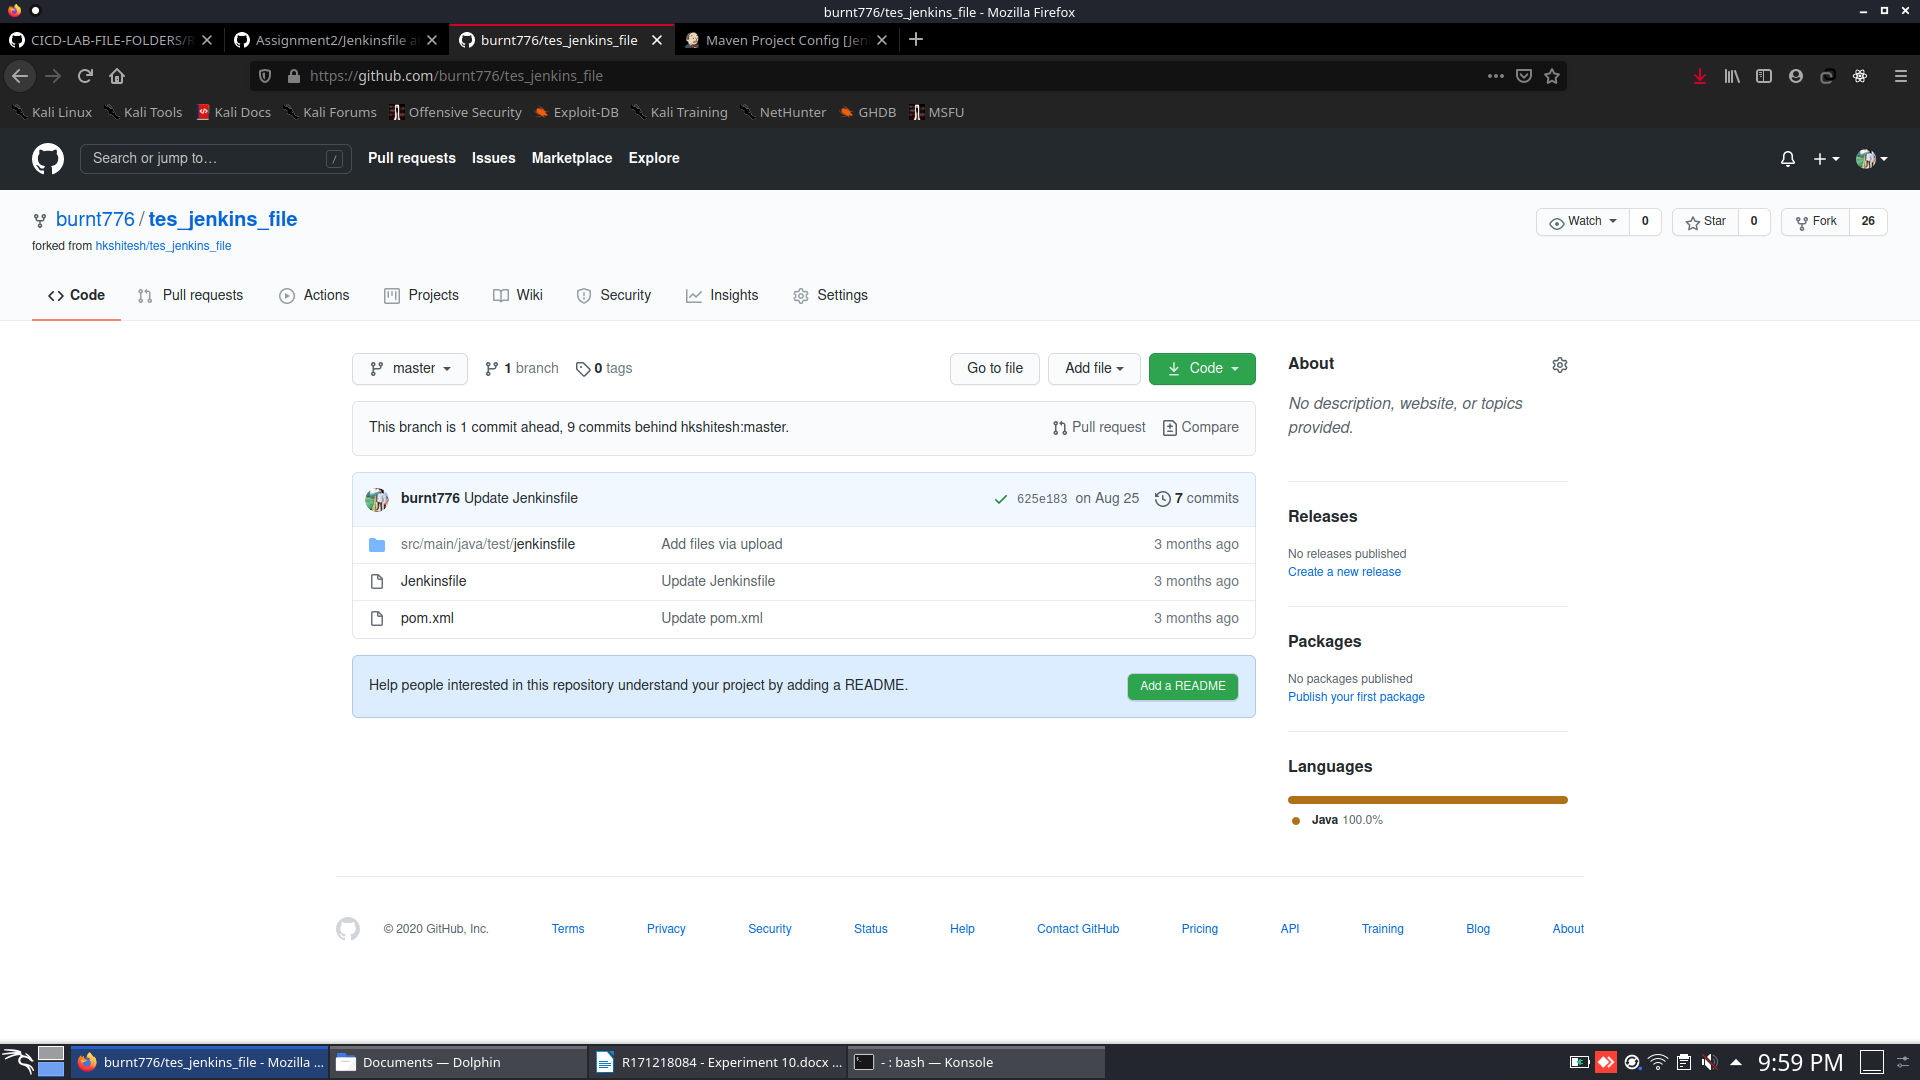 burnt776/tes_jenkins_file - Mozilla Firefox
CICD-LAB-FILE-FOLDERS/R
Assignment2/Jenkinsfile a
burnt776/tes_jenkins_file
Maven Project Config [Jen
https://github.com/burnt776/tes_jenkins_file
Kali Linux Kali Tools Kali Docs Kali Forums Offensive Security Exploit-DB Kali Training NetHunter GHDB MSFU
Search or jump to… /
Pull requests Issues Marketplace Explore
burnt776 / tes_jenkins_file
forked from hkshitesh/tes_jenkins_file
Watch 0 Star 0 Fork 26
Code Pull requests Actions Projects Wiki Security Insights Settings
master 1 branch 0 tags
Go to file Add file Code
This branch is 1 commit ahead, 9 commits behind hkshitesh:master.
Pull request Compare
burnt776 Update Jenkinsfile
625e183 on Aug 25 7 commits
src/main/java/test/jenkinsfile Add files via upload 3 months ago
Jenkinsfile Update Jenkinsfile 3 months ago
pom.xml Update pom.xml 3 months ago
Help people interested in this repository understand your project by adding a README.
Add a README
About
No description, website, or topics
provided.
Releases
No releases published
Create a new release
Packages
No packages published
Publish your first package
Languages
Java 100.0%
© 2020 GitHub, Inc. Terms Privacy Security Status Help Contact GitHub Pricing API Training Blog About
burnt776/tes_jenkins_file - Mozilla ...
Documents — Dolphin
R171218084 - Experiment 10.docx ...
- : bash — Konsole
9:59 PM